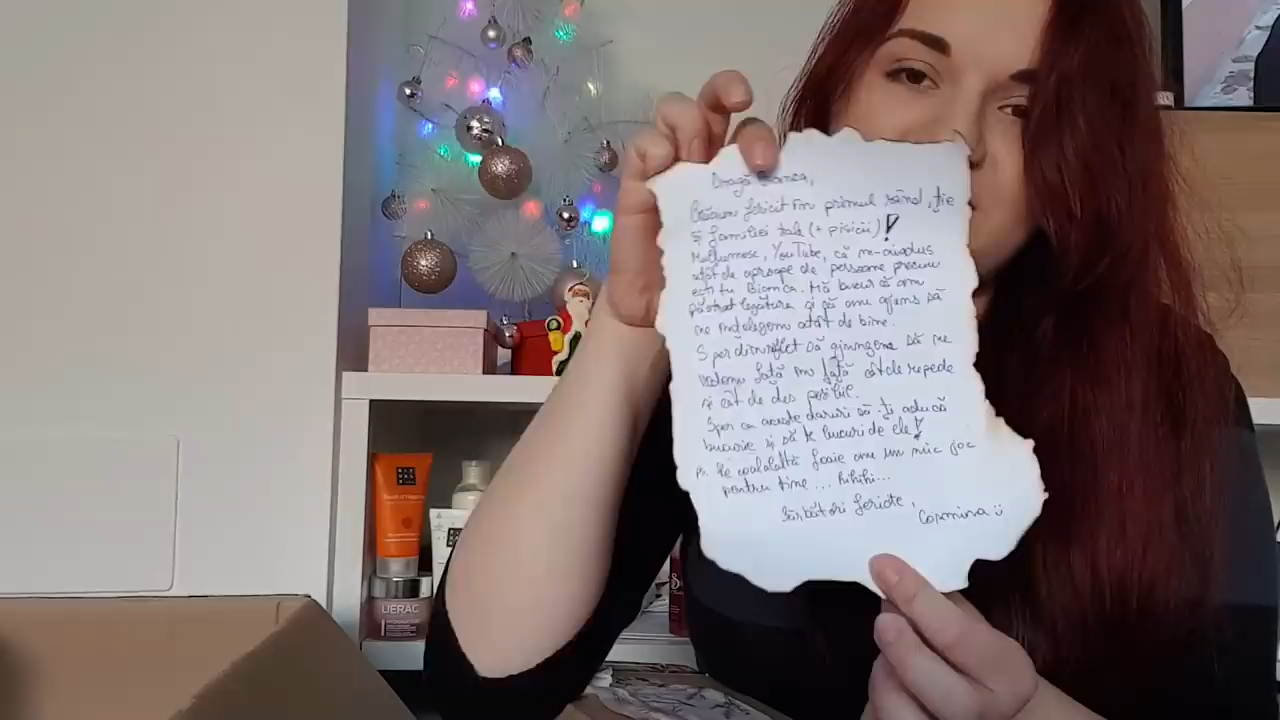 Dragă Bianca,
Crăciun fericit în primul rând, ție
și familiei tale (+ pisicii)!
Mulțumesc, YouTube, că m-ai adus
atât de aproape de persoane precum
ești tu Bianca. Mă bucur că am
păstrat legătura și că am ajuns să
ne înțelegem atât de bine.
Sper din suflet să ajungem să ne
vedem față în față cât de repede
și cât de des posibil.
Sper ca aceste daruri să-ți aducă
bucurie și să te bucuri de ele!
Ps. Pe cealaltă foaie am un mic joc
pentru tine... hihihi...
Sărbători fericite,
Cosmina
LIERAC